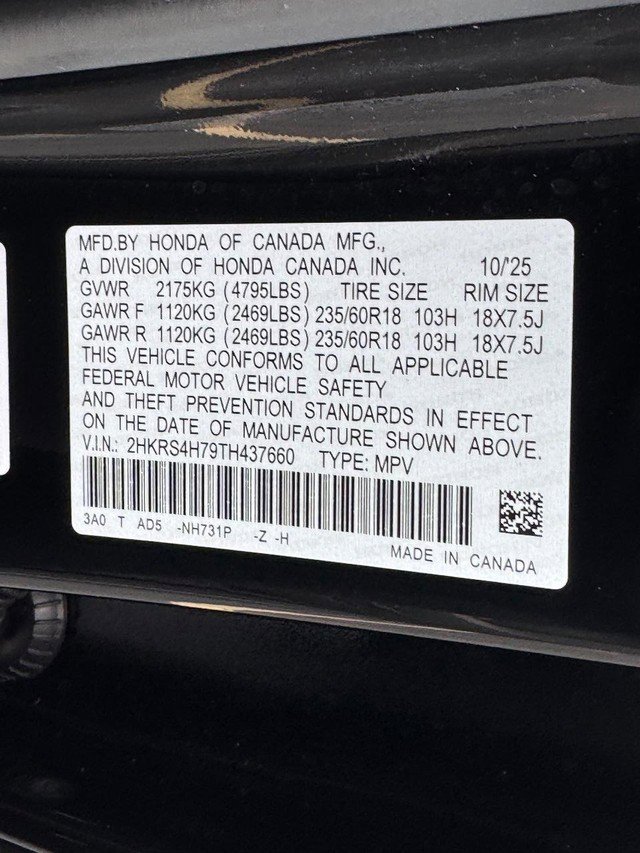 MFD.BY HONDA OF CANADA MFG.,
A DIVISION OF HONDA CANADA INC. 10/'25
GVWR 2175KG (4795LBS) TIRE SIZE RIM SIZE
GAWR F 1120KG (2469LBS) 235/60R18 103H 18X7.5J
GAWR R 1120KG (2469LBS) 235/60R18 103H 18X7.5J
THIS VEHICLE CONFORMS TO ALL APPLICABLE
FEDERAL MOTOR VEHICLE SAFETY
AND THEFT PREVENTION STANDARDS IN EFFECT
ON THE DATE OF MANUFACTURE SHOWN ABOVE.
V.I.N.: 2HKRS4H79TH437660 TYPE: MPV
3A0 T AD5 -NH731P -Z -H
MADE IN CANADA